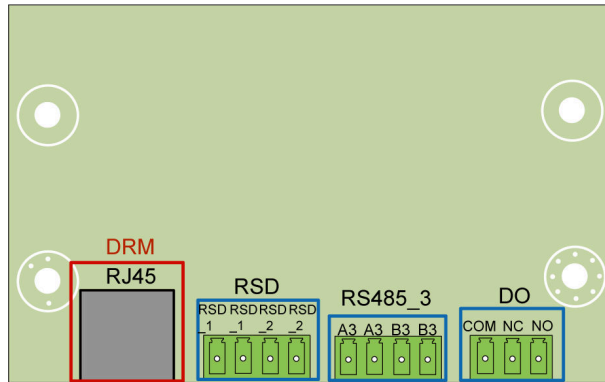 DRM
RJ45
RSD
RSD RSD RSD RSD
_1 _1 _2 _2
RS485_3
A3 A3 B3 B3
DO
COM NC NO